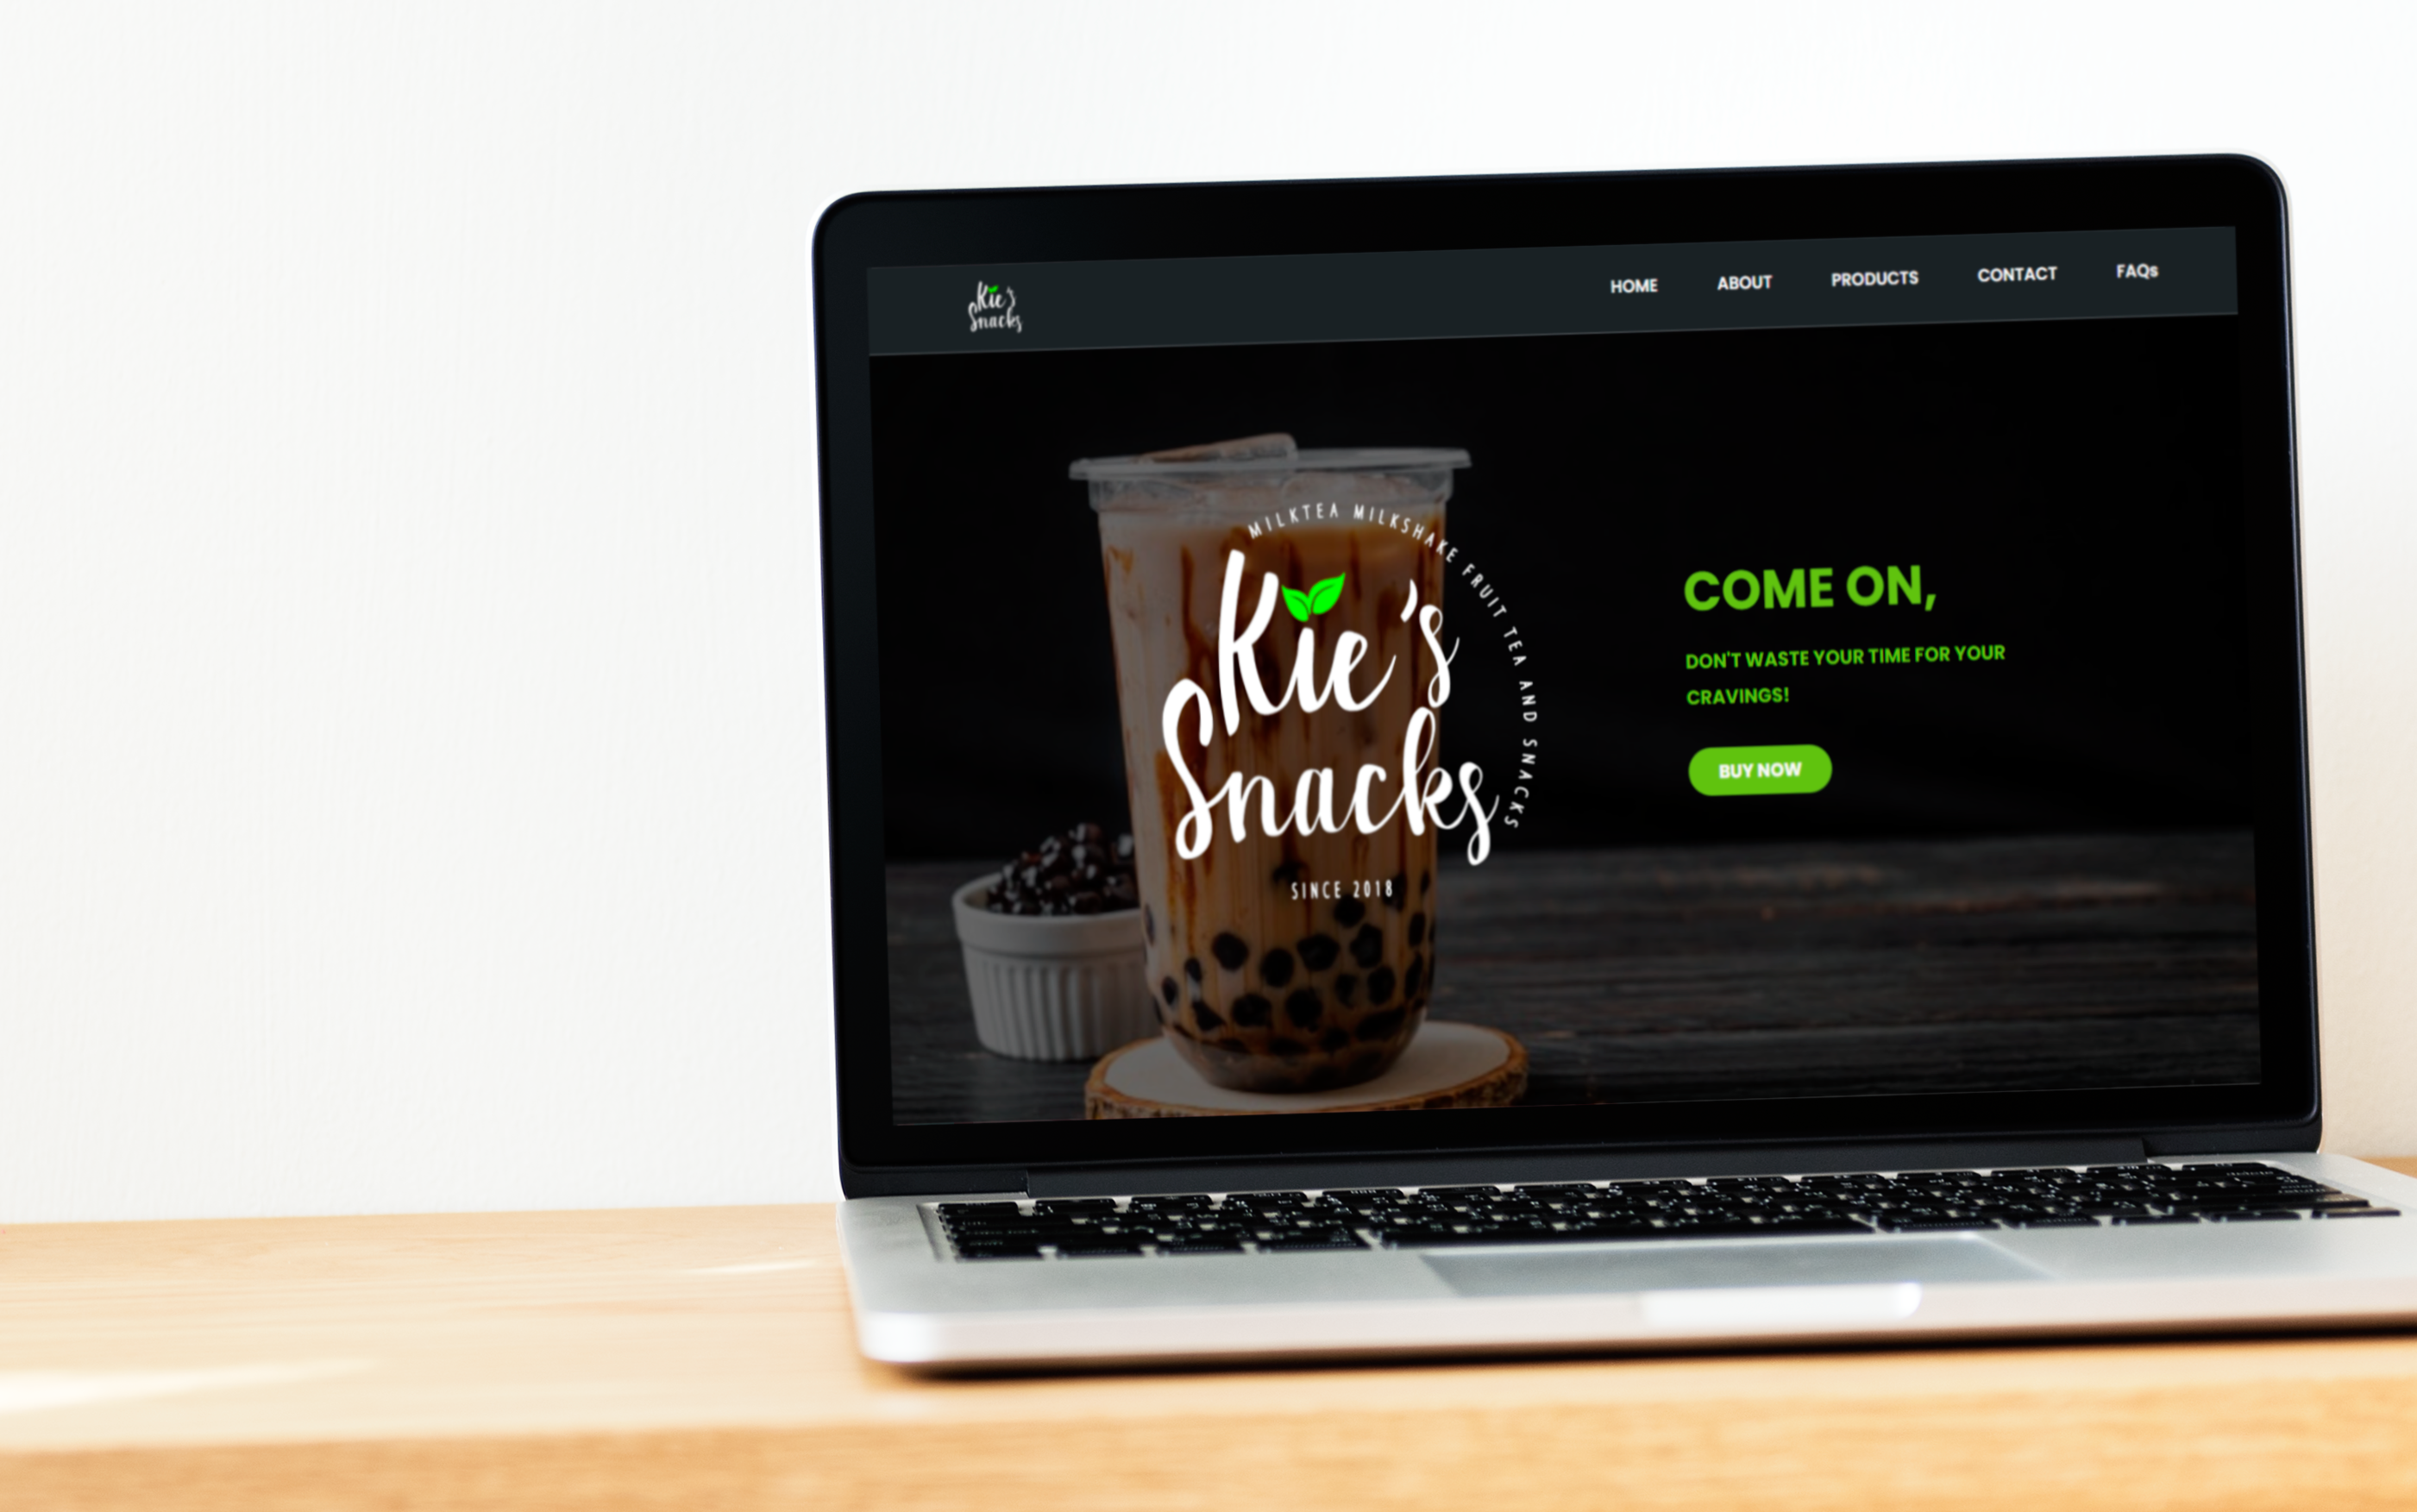 Kie's
Snacks
HOME
ABOUT
PRODUCTS
CONTACT
FAQs
MILKTEA MILKSHAKE FRUIT TEA AND SNACKS
Kie's
Snacks
SINCE 2018
COME ON,
DON'T WASTE YOUR TIME FOR YOUR
CRAVINGS!
BUY NOW